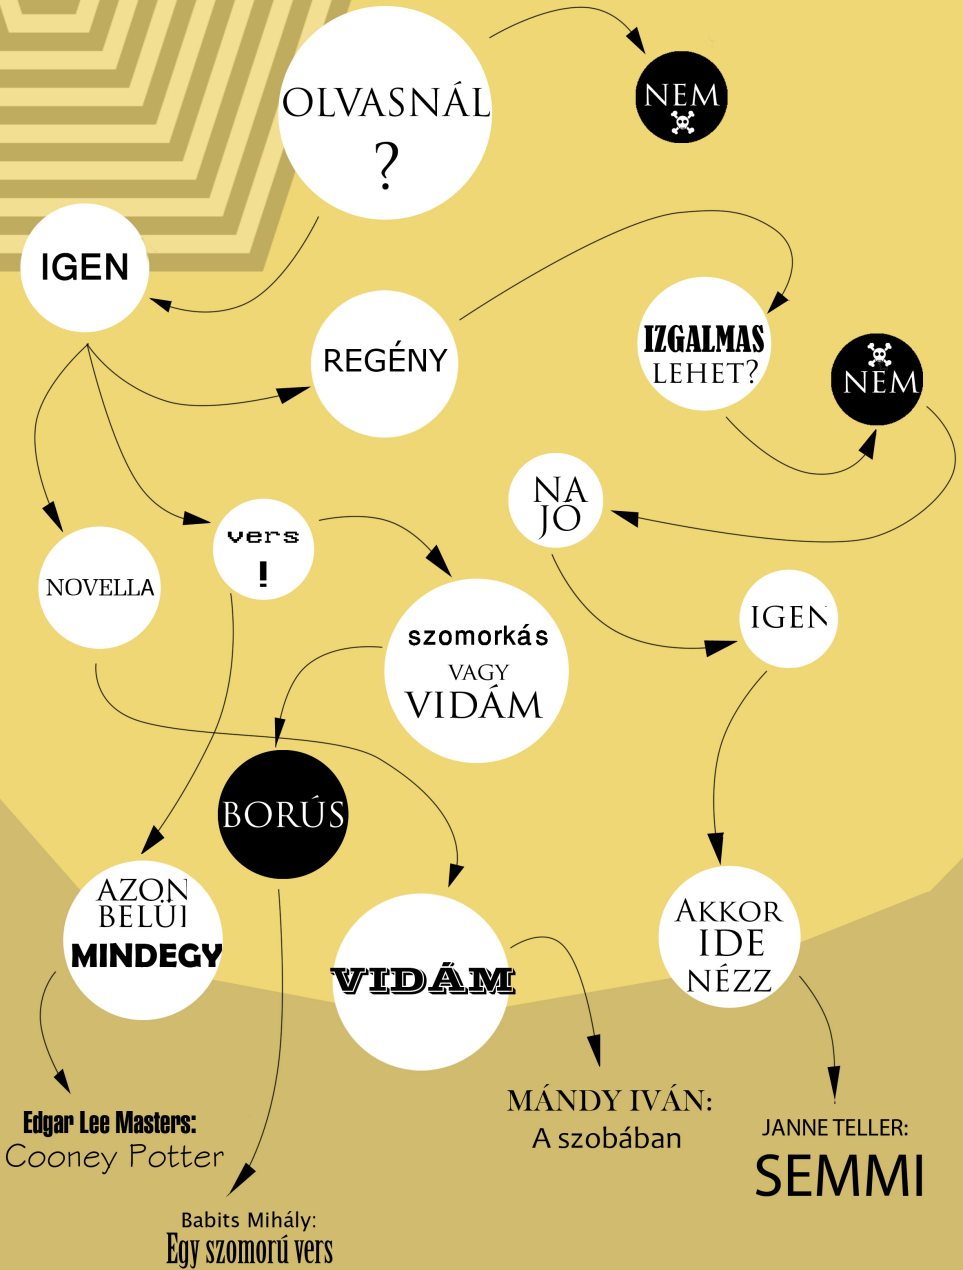 OLVASNÁL
?
NEM
IGEN
REGÉNY
IZGALMAS
LEHET?
NEM
NA
JÓ
vers
!
NOVELLA
IGEN
szomorkás
VAGY
VIDÁM
BORÚS
AZON
BELÜL
MINDEGY
VIDÁM
AKKOR
IDE
NÉZZ
MÁNDY IVÁN:
A szobában
Edgar Lee Masters:
Cooney Potter
JANNE TELLER:
SEMMI
Babits Mihály:
Egy szomorú vers